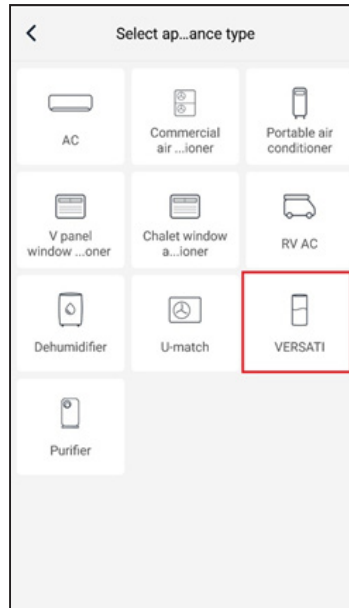 Select ap...ance type
AC
Commercial
air ...ioner
Portable air
conditioner
V panel
window ...oner
Chalet window
a...ioner
RV AC
Dehumidifier
U-match
VERSATI
Purifier